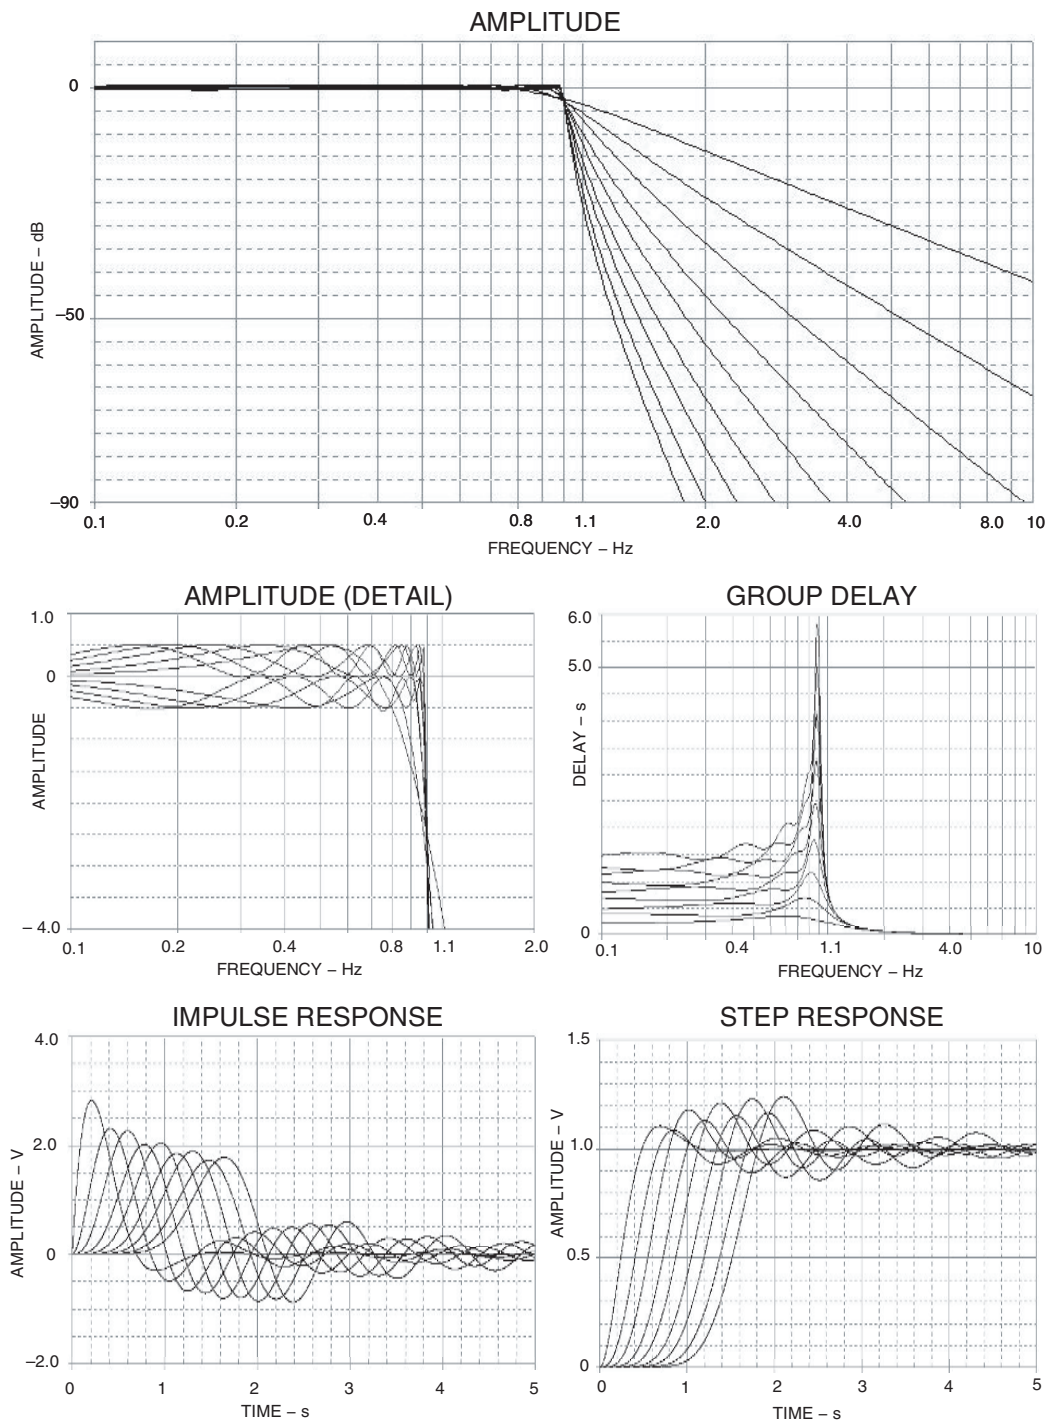 AMPLITUDE
0
–50
–90
AMPLITUDE – dB
0.1 0.2 0.4 0.8 1.1 2.0 4.0 8.0 10
FREQUENCY – Hz
AMPLITUDE (DETAIL)
1.0
0
– 4.0
AMPLITUDE
0.1 0.2 0.4 0.8 1.1 2.0
FREQUENCY – Hz
GROUP DELAY
6.0
5.0
0
DELAY – s
0.1 0.4 1.1 4.0 10
FREQUENCY – Hz
IMPULSE RESPONSE
4.0
2.0
0
–2.0
AMPLITUDE – V
0 1 2 3 4 5
TIME – s
STEP RESPONSE
1.5
1.0
0.5
0
AMPLITUDE – V
0 1 2 3 4 5
TIME – s